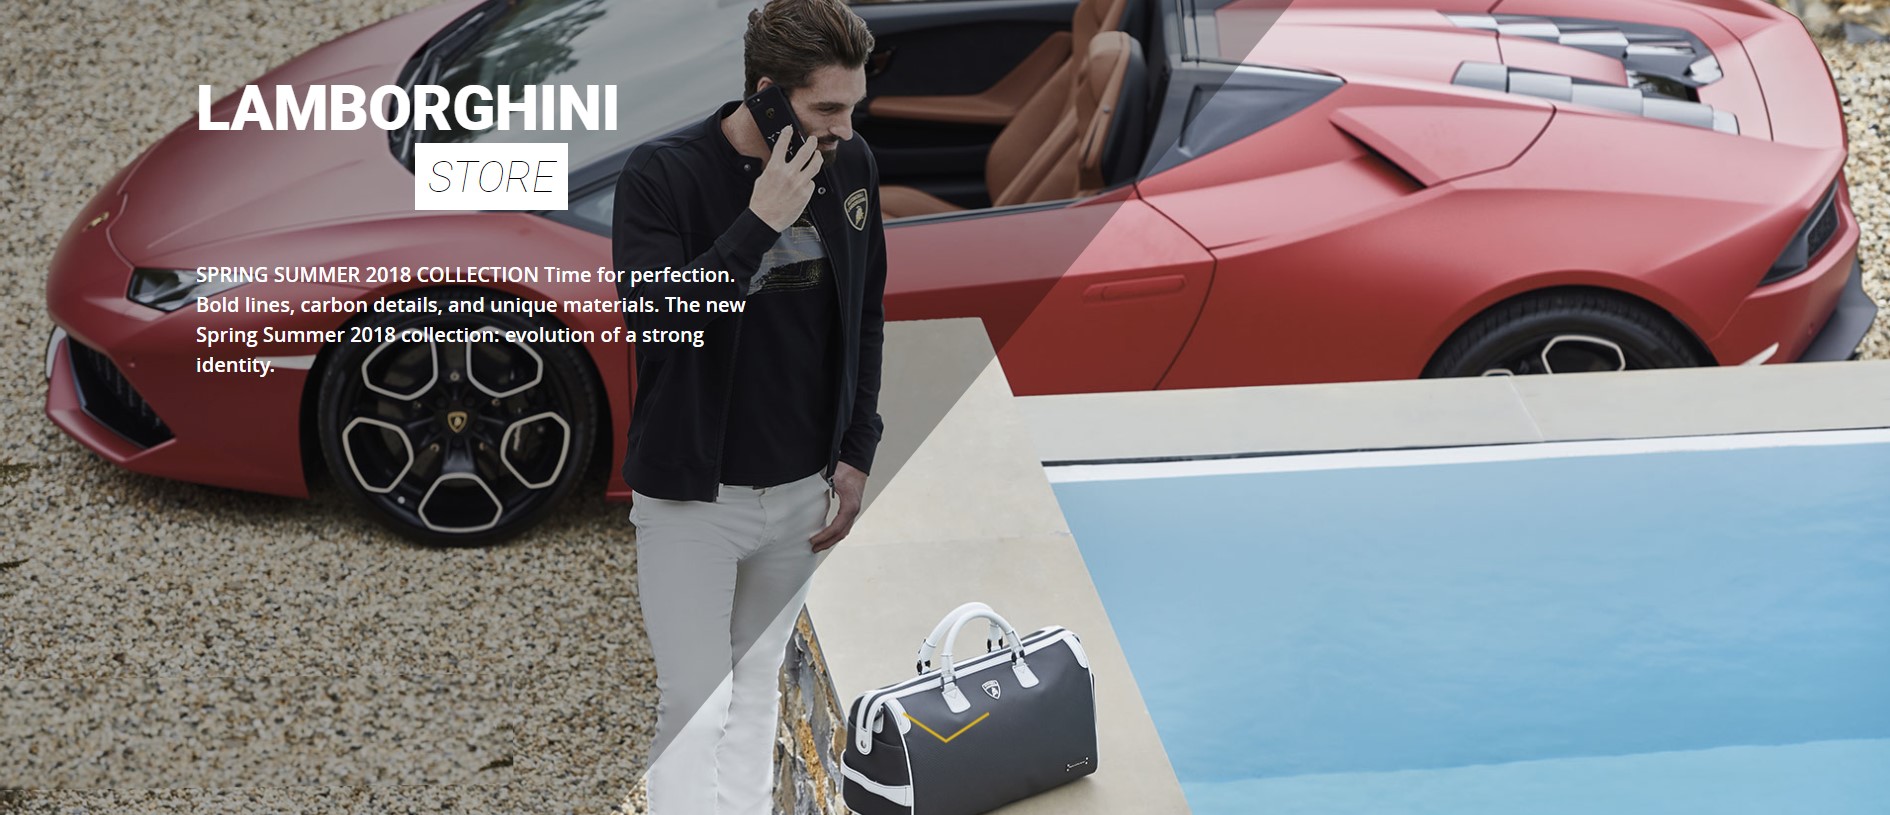 LAMBORGHINI
STORE
SPRING SUMMER 2018 COLLECTION Time for perfection.
Bold lines, carbon details, and unique materials. The new
Spring Summer 2018 collection: evolution of a strong
identity.